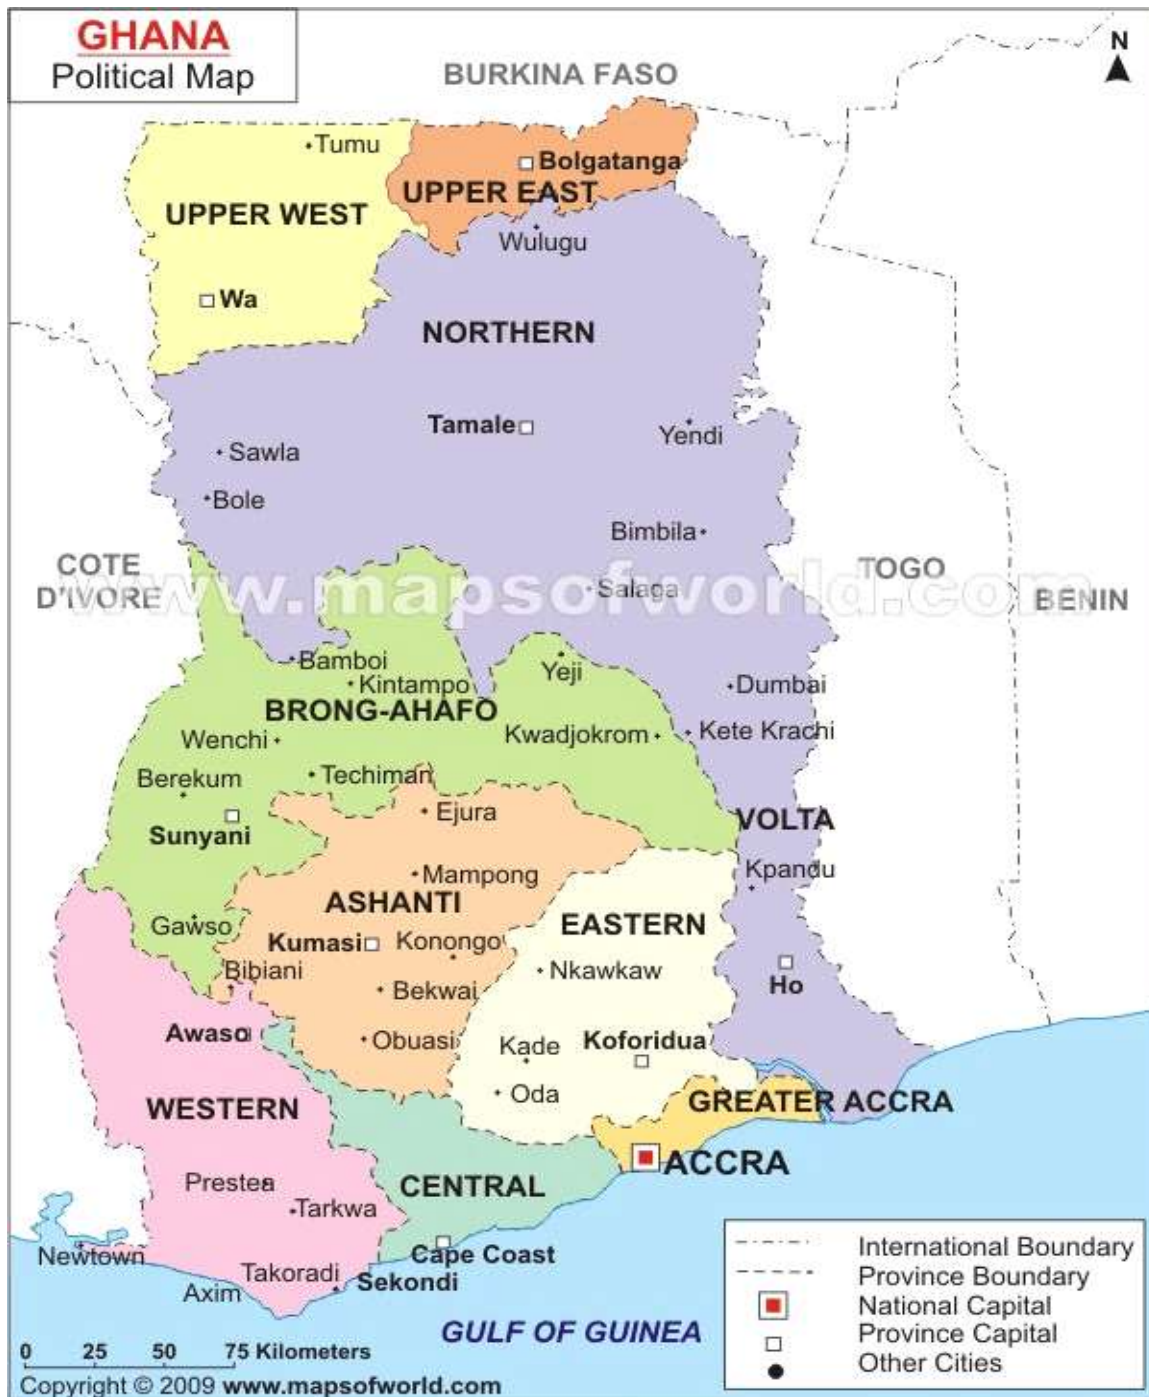 GHANA
Political Map
N
BURKINA FASO
Tumu
Bolgatanga
UPPER EAST
UPPER WEST
Wulugu
Wa
NORTHERN
Tamale
Yendi
Sawla
Bole
Bimbila
COTE
D'IVORE
TOGO
www.mapsofworld.com
Salaga
BENIN
Bamboi
Yeji
Kintampo
Dumbai
BRONG-AHAFO
Wenchi
Kwadjokrom
Kete Krachi
Berekum
Techiman
Ejura
Sunyani
VOLTA
Mampong
Kpandu
ASHANTI
Gawso
EASTERN
Kumasi
Konongo
Bibiani
Nkawkaw
Bekwai
Ho
Awaso
Obuasi
Kade
Koforidua
Oda
WESTERN
GREATER ACCRA
ACCRA
Prestea
CENTRAL
Tarkwa
Newtown
Cape Coast
Takoradi
Sekondi
Axim
GULF OF GUINEA
International Boundary
Province Boundary
National Capital
Province Capital
Other Cities
0 25 50 75 Kilometers
Copyright © 2009 www.mapsofworld.com